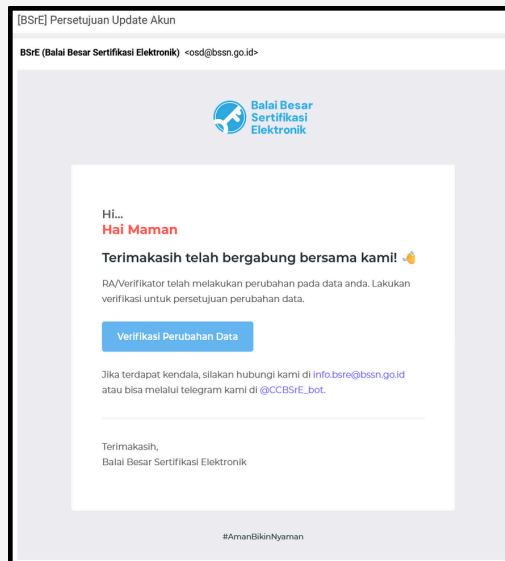 [BSrE] Persetujuan Update Akun
BSrE (Balai Besar Sertifikasi Elektronik) <osd@bssn.go.id>
Balai Besar
Sertifikasi
Elektronik
Hi...
Hai Maman
Terimakasih telah bergabung bersama kami! 👋
RA/Verifikator telah melakukan perubahan pada data anda. Lakukan
verifikasi untuk persetujuan perubahan data.
Verifikasi Perubahan Data
Jika terdapat kendala, silakan hubungi kami di info.bsre@bssn.go.id
atau bisa melalui telegram kami di @CCBSrE_bot.
Terimakasih,
Balai Besar Sertifikasi Elektronik
#AmanBikinNyaman